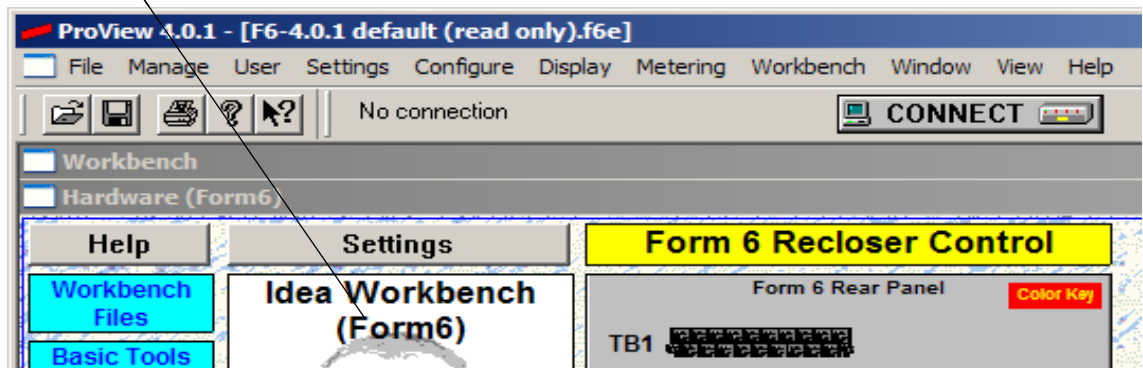 ProView 4.0.1 - [F6-4.0.1 default (read only).f6e]
File Manage User Settings Configure Display Metering Workbench Window View Help
No connection CONNECT
Workbench
Hardware (Form6)
Help Settings Form 6 Recloser Control
Workbench Files
Idea Workbench (Form6)
Form 6 Rear Panel Color Key
TB1
Basic Tools